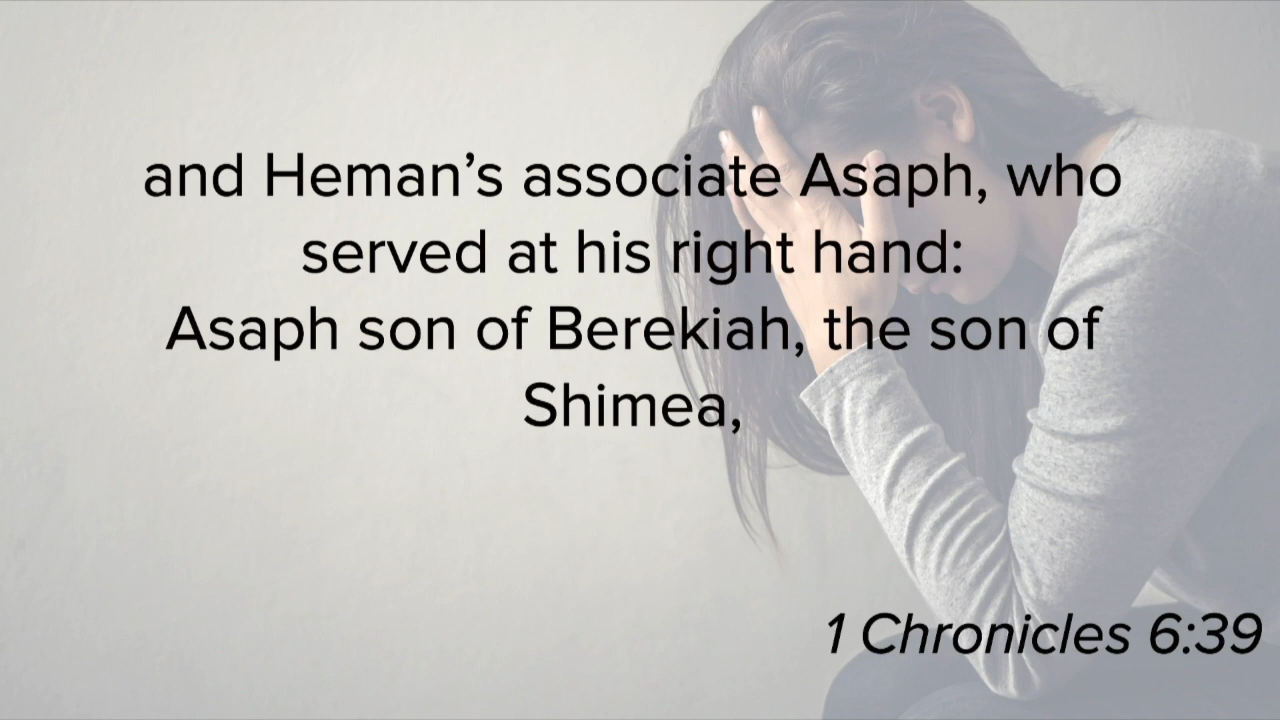 and Heman’s associate Asaph, who
served at his right hand:
Asaph son of Berekiah, the son of
Shimea,
1 Chronicles 6:39